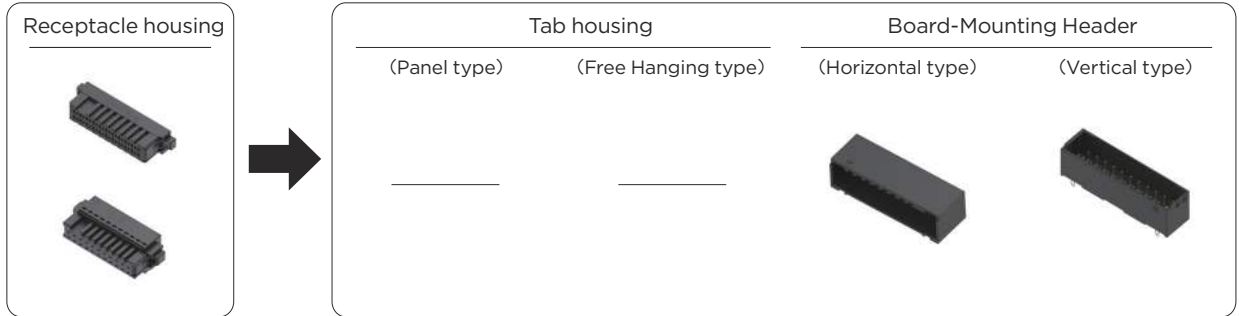 Receptacle housing
Tab housing
Board-Mounting Header
(Panel type)
(Free Hanging type)
(Horizontal type)
(Vertical type)